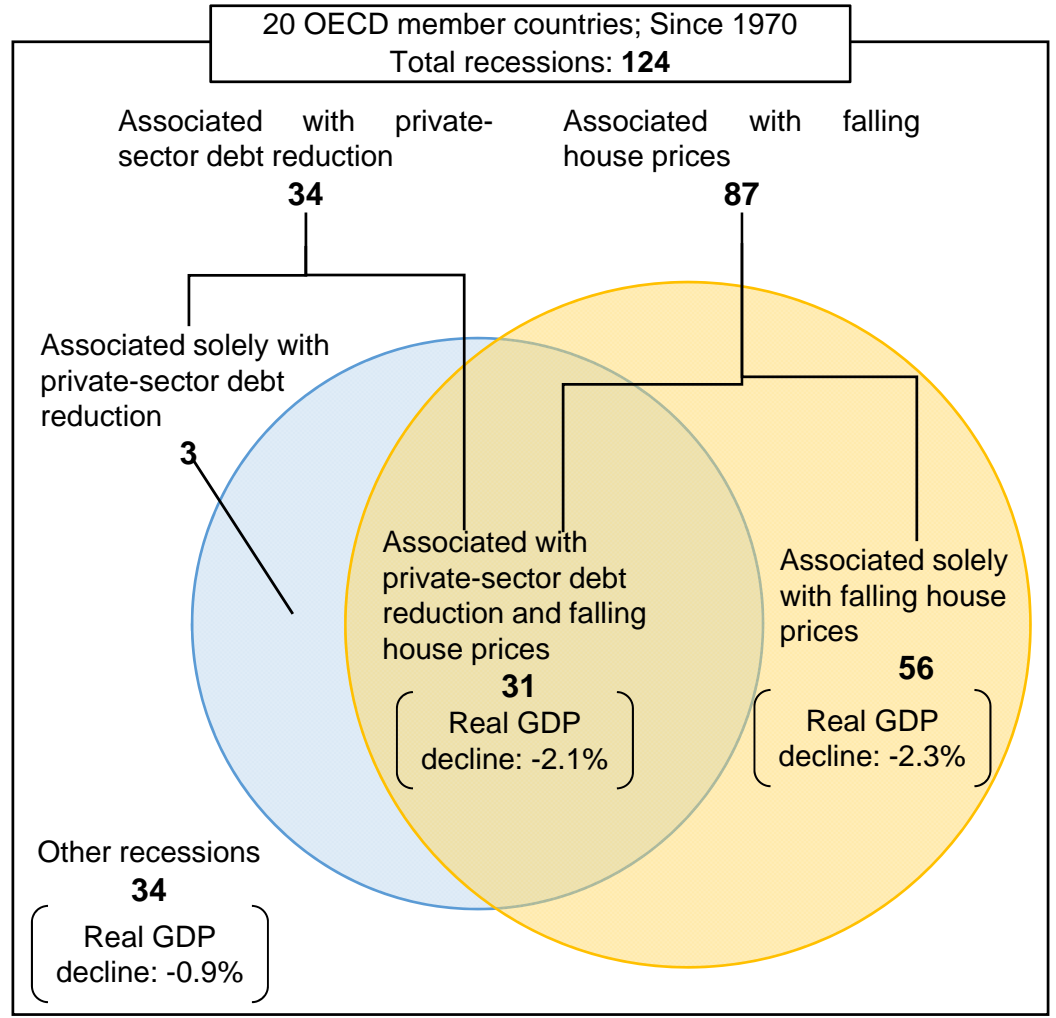 20 OECD member countries; Since 1970
Total recessions: 124
Associated with private-
sector debt reduction
34
Associated with falling
house prices
87
Associated solely with
private-sector debt
reduction
3
Associated with
private-sector debt
reduction and falling
house prices
31
Real GDP
decline: -2.1%
Associated solely
with falling house
prices
56
Real GDP
decline: -2.3%
Other recessions
34
Real GDP
decline: -0.9%